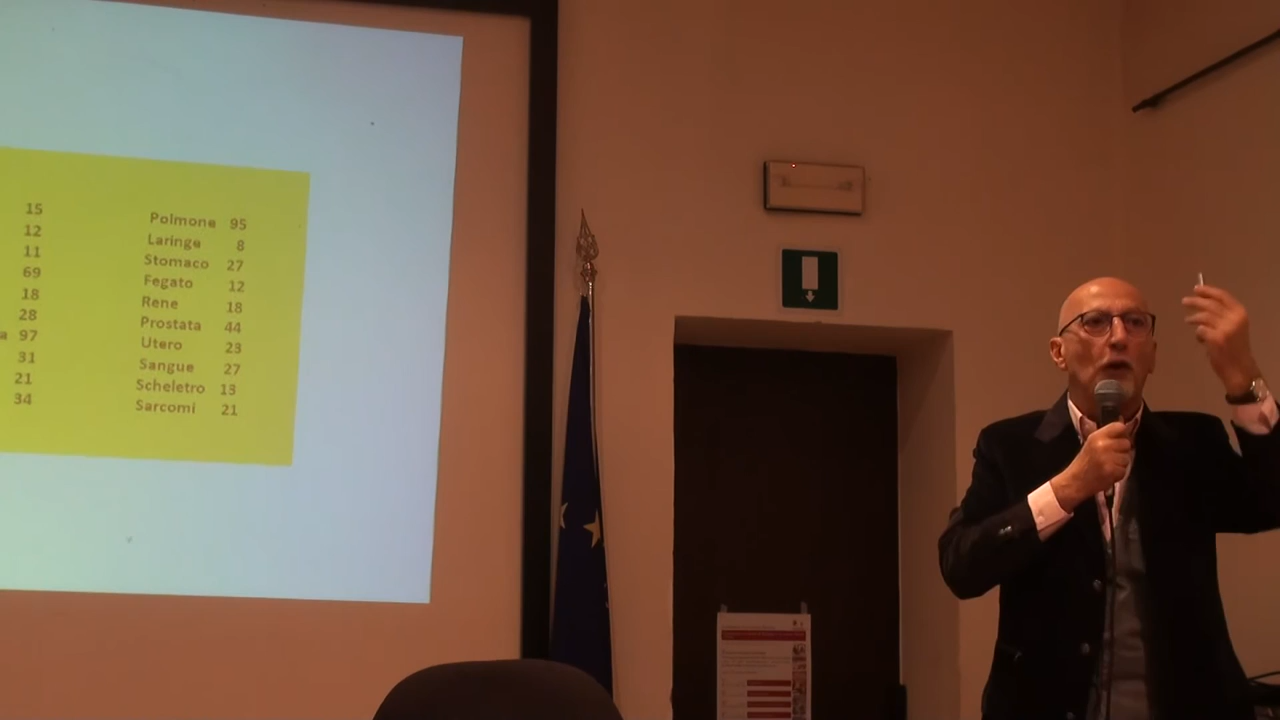 15
12
11
69
18
28
a 97
31
21
34
Polmone 95
Laringe 8
Stomaco 27
Fegato 12
Rene 18
Prostata 44
Utero 23
Sangue 27
Scheletro 13
Sarcomi 21